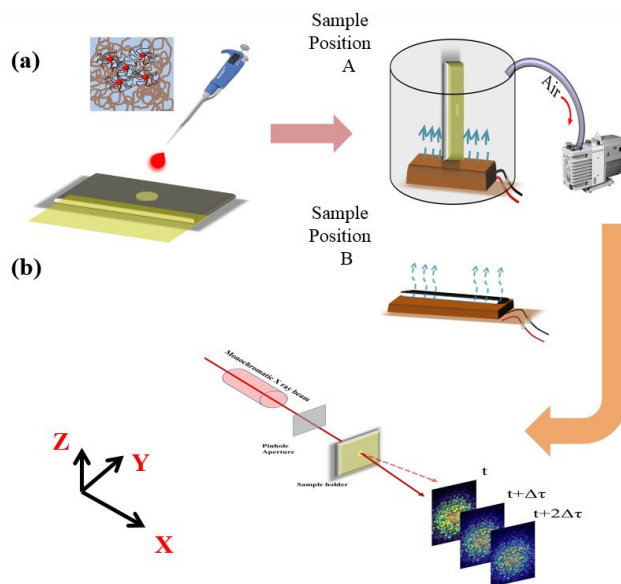 (a)
Sample
Position
A
Air
Sample
Position
B
(b)
Monochromatic X ray beam
Pinhole
Aperture
Sample holder
t
t+Δτ
t+2Δτ
Z
Y
X